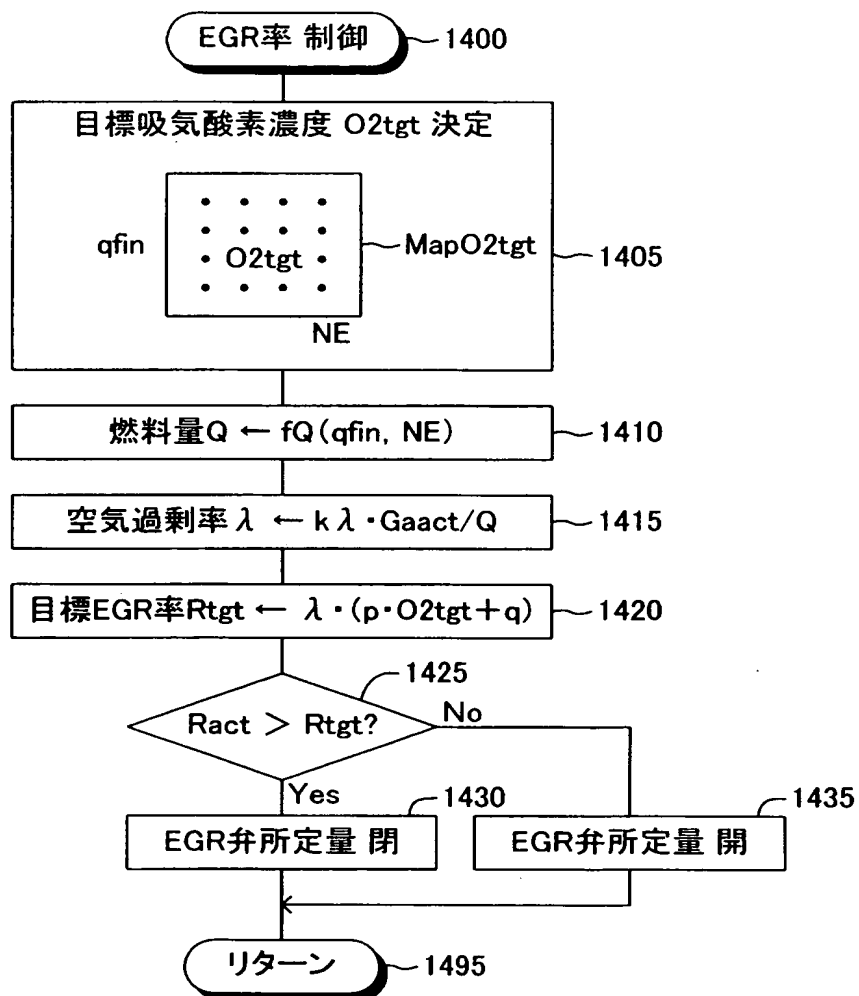 EGR率 制御
1400
目標吸気酸素濃度 O2tgt 決定
qfin
O2tgt
MapO2tgt
1405
NE
燃料量Q ← fQ(qfin, NE)
1410
空気過剰率λ ← kλ・Gaact/Q
1415
目標EGR率Rtgt ← λ・(p・O2tgt+q)
1420
1425
Ract > Rtgt?
No
Yes
1430
1435
EGR弁所定量 閉
EGR弁所定量 開
リターン
1495